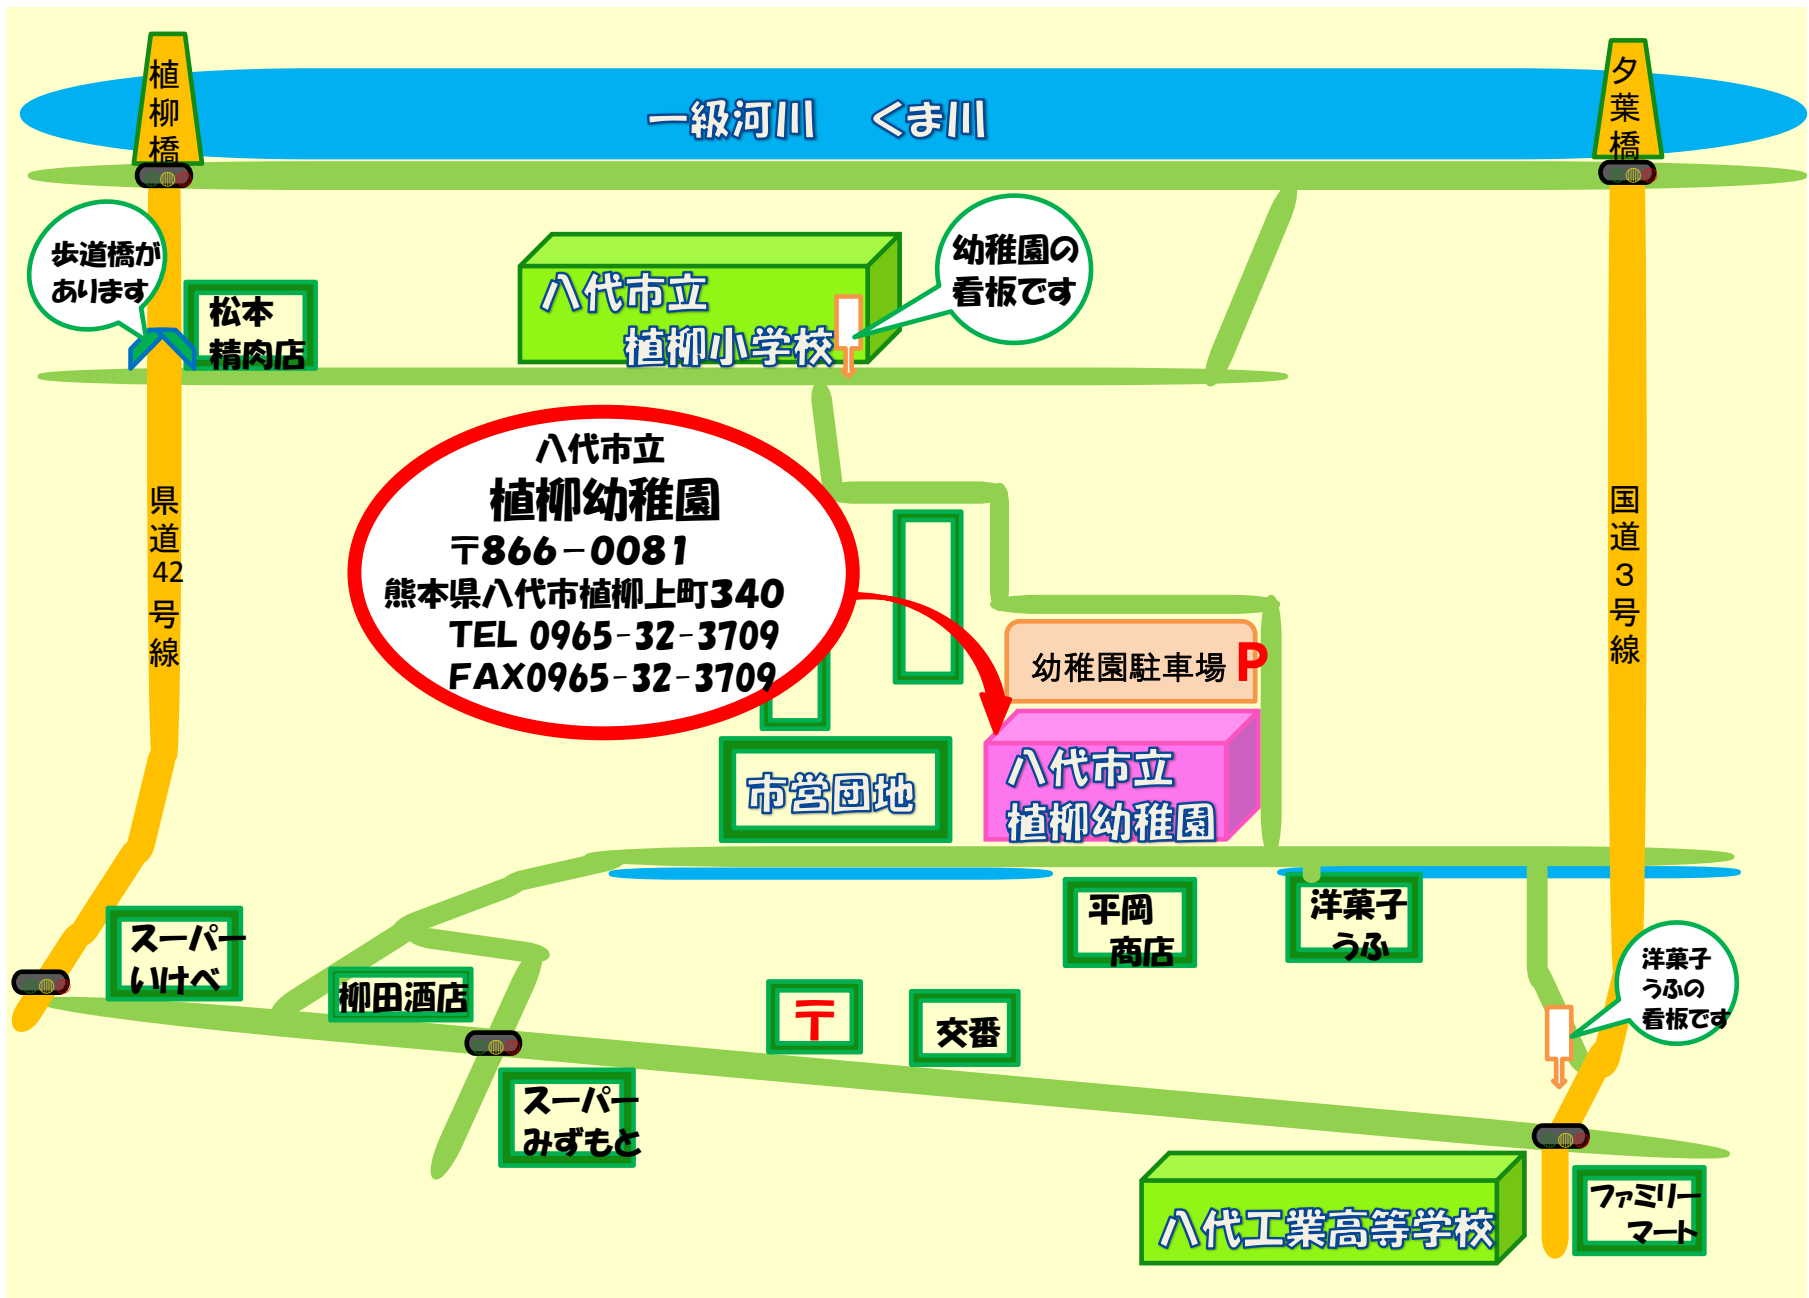 植柳橋
一級河川 くま川
夕葉橋
歩道橋が
あります
松本
精肉店
八代市立
植柳小学校
幼稚園の
看板です
八代市立
植柳幼稚園
〒866-0081
熊本県八代市植柳上町340
TEL 0965-32-3709
FAX0965-32-3709
県道42号線
国道3号線
幼稚園駐車場 P
市営団地
八代市立
植柳幼稚園
スーパー
いけべ
柳田酒店
平岡
商店
洋菓子
うふ
洋菓子
うふの
看板です
〒
交番
スーパー
みずもと
八代工業高等学校
ファミリー
マート